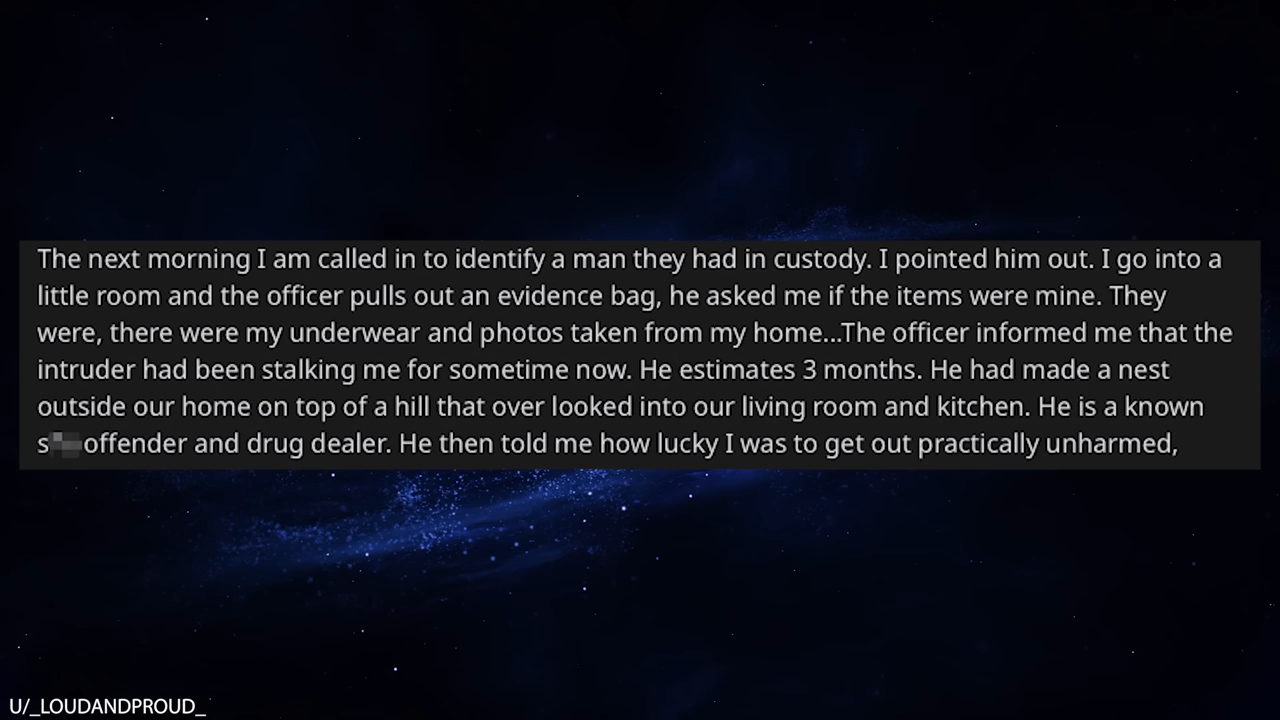 The next morning I am called in to identify a man they had in custody. I pointed him out. I go into a
little room and the officer pulls out an evidence bag, he asked me if the items were mine. They
were, there were my underwear and photos taken from my home...The officer informed me that the
intruder had been stalking me for sometime now. He estimates 3 months. He had made a nest
outside our home on top of a hill that over looked into our living room and kitchen. He is a known
offender and drug dealer. He then told me how lucky I was to get out practically unharmed,
U/_LOUDANDPROUD_